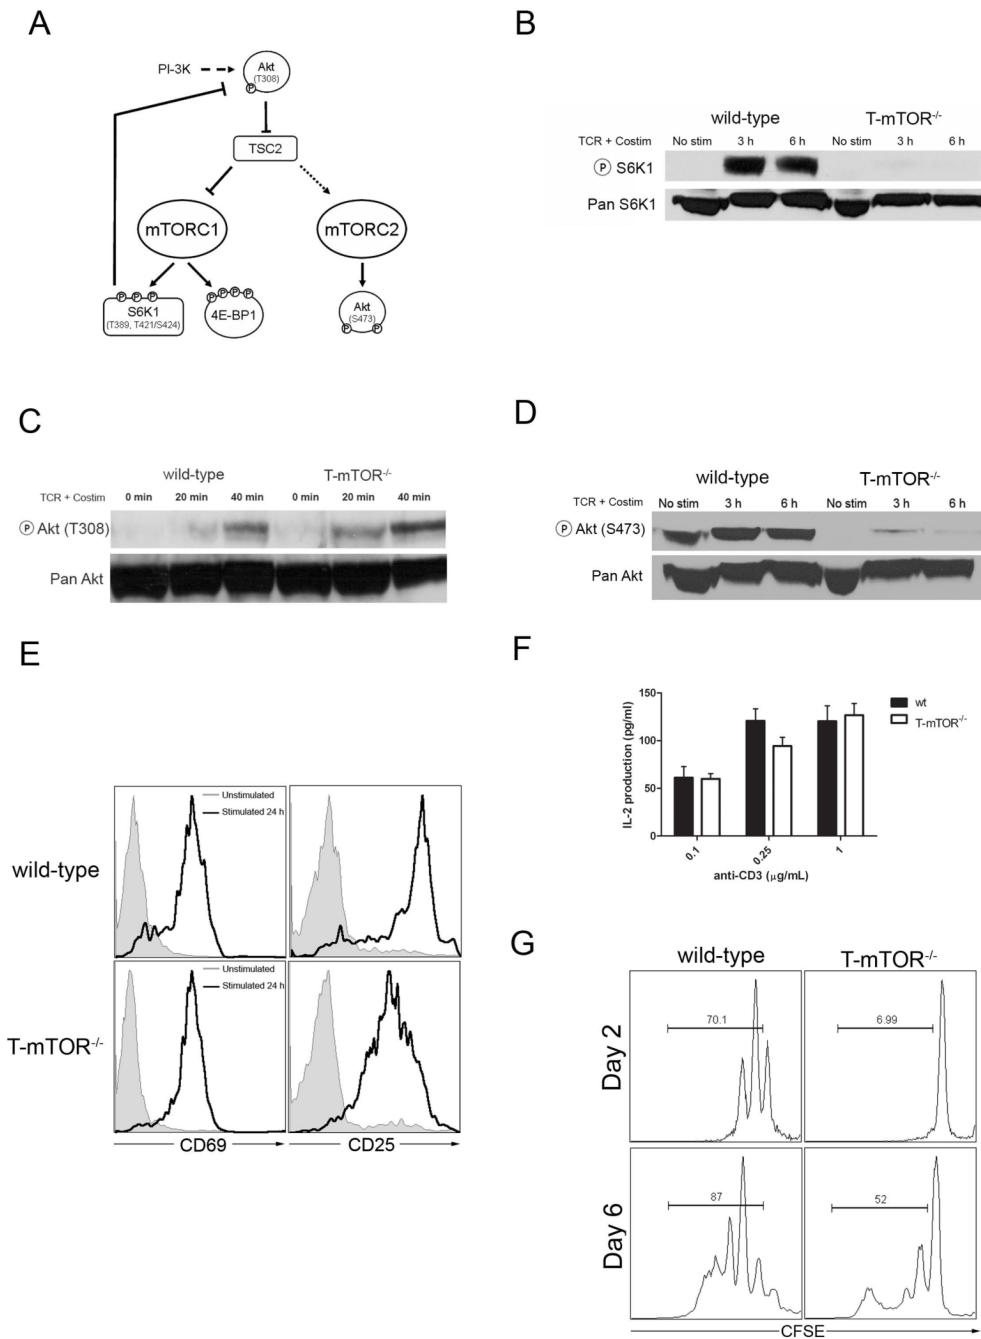 A
PI-3K
Akt
(T308)
P
TSC2
mTORC1
mTORC2
P P P
S6K1
(T389, T421/S424)
P P P P
4E-BP1
Akt
(S473)
P P
B
wild-type T-mTOR-/-
TCR + Costim No stim 3 h 6 h No stim 3 h 6 h
P S6K1
Pan S6K1
C
wild-type T-mTOR-/-
TCR + Costim 0 min 20 min 40 min 0 min 20 min 40 min
P Akt (T308)
Pan Akt
D
wild-type T-mTOR-/-
TCR + Costim No stim 3 h 6 h No stim 3 h 6 h
P Akt (S473)
Pan Akt
E
Unstimulated
Stimulated 24 h
wild-type
Unstimulated
Stimulated 24 h
T-mTOR-/-
CD69 CD25
F
IL-2 production (pg/ml)
150
100
50
0
0.1 0.25 1
anti-CD3 (µg/mL)
wt
T-mTOR-/-
G
wild-type T-mTOR-/-
Day 2
70.1 6.99
Day 6
87 52
CFSE